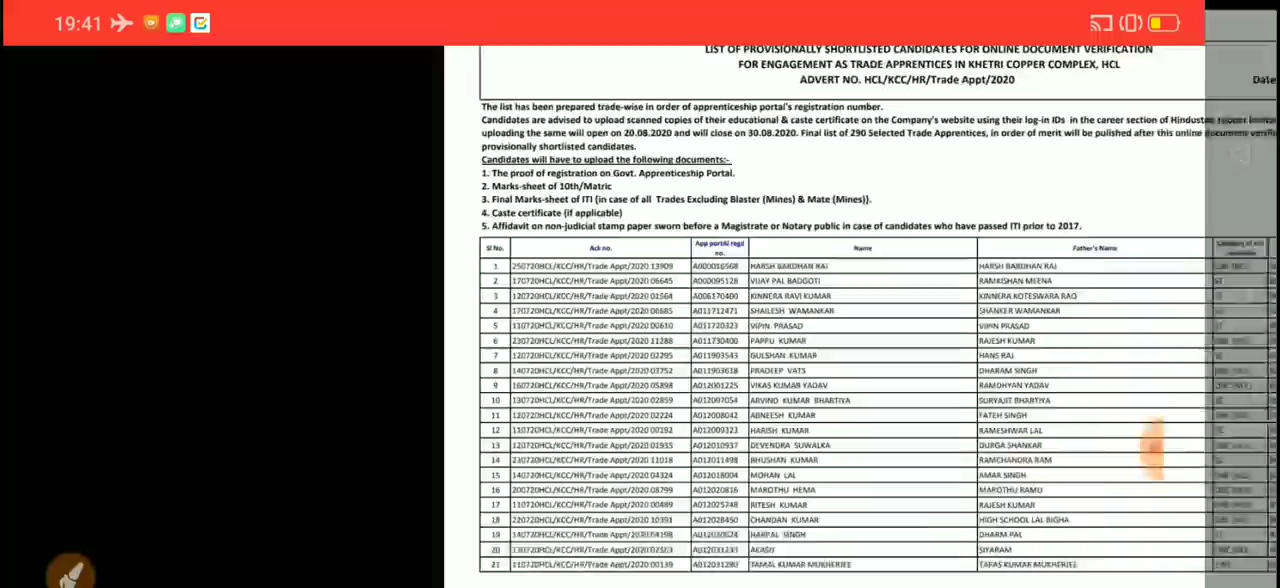 19:41
LIST OF PROVISIONALLY SHORTLISTED CANDIDATES FOR ONLINE DOCUMENT VERIFICATION
FOR ENGAGEMENT AS TRADE APPRENTICES IN KHETRI COPPER COMPLEX, HCL
ADVERT NO. HCL/KCC/HR/Trade Appt/2020
Date
The list has been prepared trade-wise in order of apprenticeship portal's registration number.
Candidates are advised to upload scanned copies of their educational & caste certificate on the Company's website using their log-in IDs in the career section of
uploading the same will open on 20.08.2020 and will close on 30.08.2020. Final list of 290 Selected Trade Apprentices, in order of merit will be pulished after this online
provisionally shortlisted candidates.
Candidates will have to upload the following documents:-
1. The proof of registration on Govt. Apprenticeship Portal.
2. Marks-sheet of 10th/Matric
3. Final Marks-sheet of ITI (in case of all Trades Excluding Blaster (Mines) & Mate (Mines)).
4. Caste certificate (if applicable)
5. Affidavit on non-judicial stamp paper sworn before a Magistrate or Notary public in case of candidates who have passed ITI prior to 2017.
Sl No. Ack no. App portal regd no. Name Father's Name
1 250720HCL/KCC/HR/Trade Appt/2020 13909 A000016568 HARSH BARDHAN RAI HARSH BARDHAN RAI
2 170720HCL/KCC/HR/Trade Appt/2020 06645 A000095128 VIJAY PAL BADGOTI RAMKISHAN MEENA ST
3 120720HCL/KCC/HR/Trade Appt/2020 01564 A006170400 KINNERA RAVI KUMAR KINNERA KOTESWARA RAO
4 170720HCL/KCC/HR/Trade Appt/2020 06685 A011712471 SHAILESH WAMANKAR SHANKER WAMANKAR
5 110720HCL/KCC/HR/Trade Appt/2020 00610 A011720323 VIPIN PRASAD VIPIN PRASAD
6 230720HCL/KCC/HR/Trade Appt/2020 11288 A011730400 PAPPU KUMAR RAJESH KUMAR
7 120720HCL/KCC/HR/Trade Appt/2020 02295 A011903543 GULSHAN KUMAR HANS RAJ
8 140720HCL/KCC/HR/Trade Appt/2020 03752 A011903618 PRADEEP VATS DHARAM SINGH
9 160720HCL/KCC/HR/Trade Appt/2020 05898 A012001225 VIKAS KUMAR YADAV RAMDHYAN YADAV
10 130720HCL/KCC/HR/Trade Appt/2020 02859 A012007054 ARVIND KUMAR BHARTIYA SURYAJIT BHARTIYA
11 120720HCL/KCC/HR/Trade Appt/2020 02224 A012008042 ABNEESH KUMAR FATEH SINGH
12 110720HCL/KCC/HR/Trade Appt/2020 00192 A012009323 HARISH KUMAR RAMESHWAR LAL
13 120720HCL/KCC/HR/Trade Appt/2020 01935 A012010937 DEVENDRA SUWALKA DURGA SHANKAR
14 230720HCL/KCC/HR/Trade Appt/2020 11018 A012011498 BHUSHAN KUMAR RAMCHANDRA RAM
15 140720HCL/KCC/HR/Trade Appt/2020 04324 A012018004 MOHAN LAL AMAR SINGH
16 200720HCL/KCC/HR/Trade Appt/2020 08799 A012020816 MAROTHU HEMA MAROTHU RAMU
17 110720HCL/KCC/HR/Trade Appt/2020 00489 A012025748 RITESH KUMAR RAJESH KUMAR
18 220720HCL/KCC/HR/Trade Appt/2020 10391 A012028450 CHANDAN KUMAR HIGH SCHOOL LAL BIGHA
19 140720HCL/KCC/HR/Trade HARPAL SINGH DHARM PAL
20 AKASH SIYARAM
21 110720HCL/KCC/HR/Trade Appt/2020 00139 A012031280 TAMAL KUMAR MUKHERJEE TAPAS KUMAR MUKHERJEE